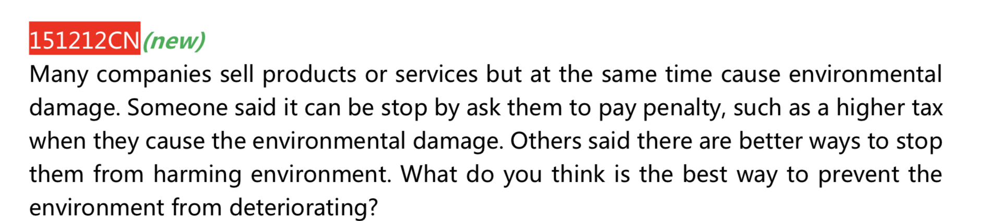 151212CN(new)
Many companies sell products or services but at the same time cause environmental
damage. Someone said it can be stop by ask them to pay penalty, such as a higher tax
when they cause the environmental damage. Others said there are better ways to stop
them from harming environment. What do you think is the best way to prevent the
environment from deteriorating?